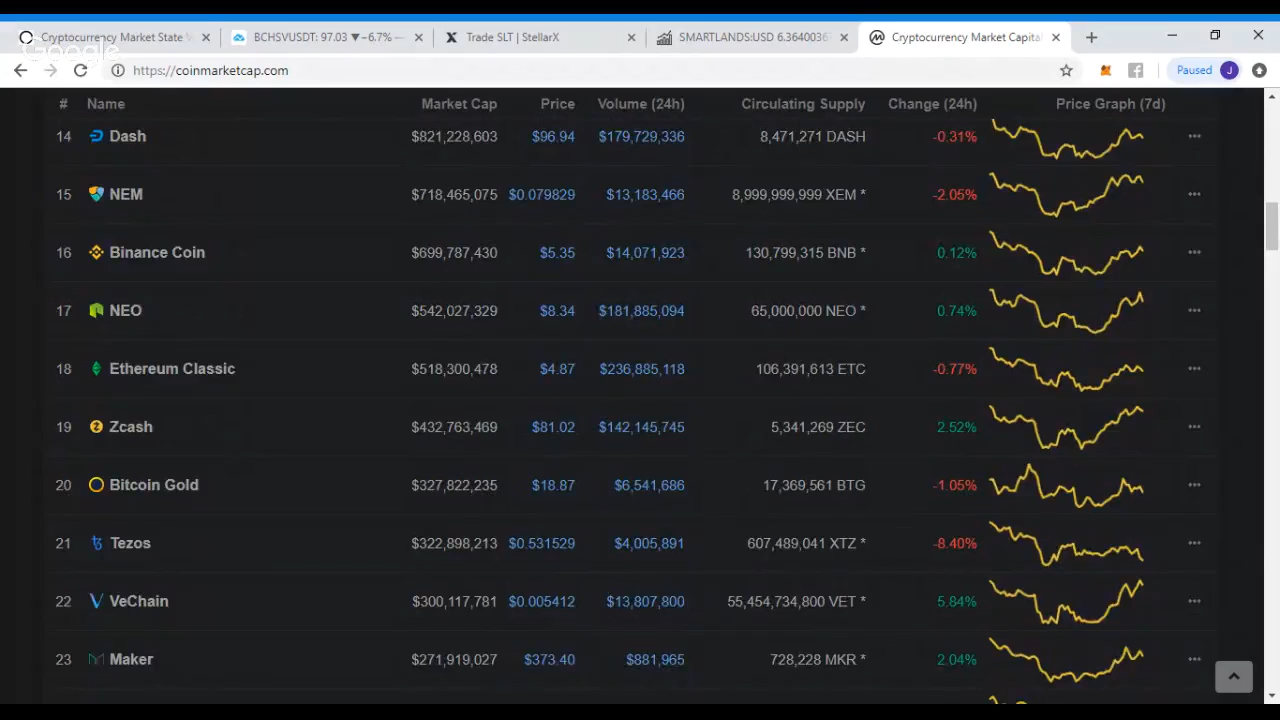 Cryptocurrency Market State
BCHSVUSDT: 97.03 ▼−6.7% —
Trade SLT | StellarX
SMARTLANDS:USD 6.3640036
Cryptocurrency Market Capital
Google
https://coinmarketcap.com
Paused J
# Name Market Cap Price Volume (24h) Circulating Supply Change (24h) Price Graph (7d)
14 Dash $821,228,603 $96.94 $179,729,336 8,471,271 DASH -0.31%
15 NEM $718,465,075 $0.079829 $13,183,466 8,999,999,999 XEM * -2.05%
16 Binance Coin $699,787,430 $5.35 $14,071,923 130,799,315 BNB * 0.12%
17 NEO $542,027,329 $8.34 $181,885,094 65,000,000 NEO * 0.74%
18 Ethereum Classic $518,300,478 $4.87 $236,885,118 106,391,613 ETC -0.77%
19 Zcash $432,763,469 $81.02 $142,145,745 5,341,269 ZEC 2.52%
20 Bitcoin Gold $327,822,235 $18.87 $6,541,686 17,369,561 BTG -1.05%
21 Tezos $322,898,213 $0.531529 $4,005,891 607,489,041 XTZ * -8.40%
22 VeChain $300,117,781 $0.005412 $13,807,800 55,454,734,800 VET * 5.84%
23 Maker $271,919,027 $373.40 $881,965 728,228 MKR * 2.04%